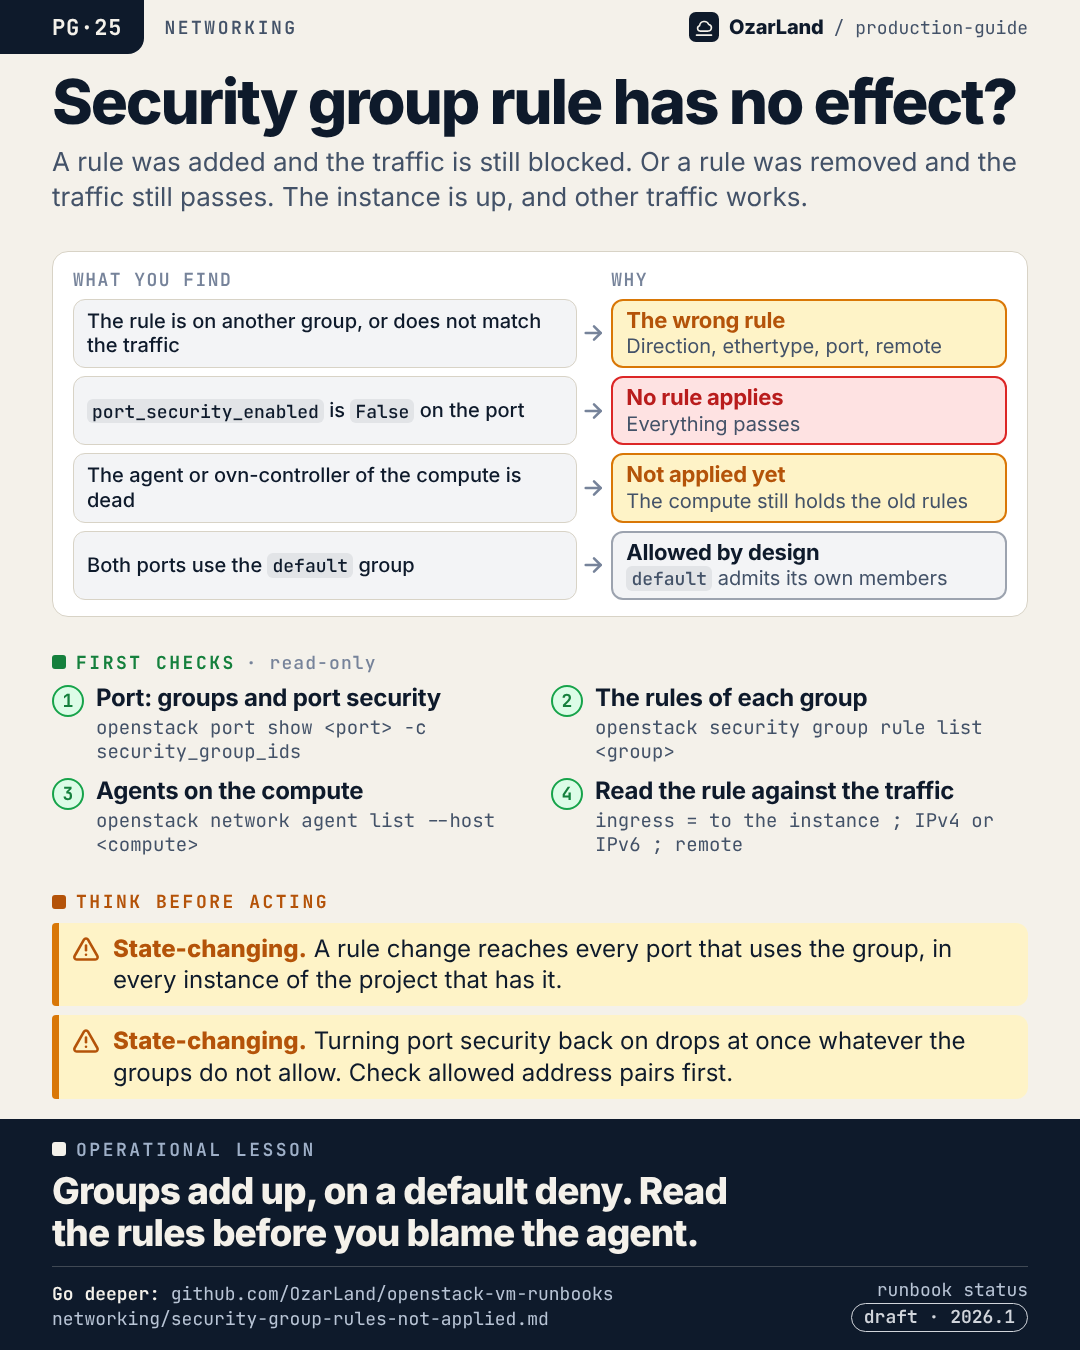 PG·25 NETWORKING
OzarLand / production-guide
Security group rule has no effect?
A rule was added and the traffic is still blocked. Or a rule was removed and the
traffic still passes. The instance is up, and other traffic works.
WHAT YOU FIND
WHY
The rule is on another group, or does not match
the traffic
The wrong rule
Direction, ethertype, port, remote
port_security_enabled is False on the port
No rule applies
Everything passes
The agent or ovn-controller of the compute is
dead
Not applied yet
The compute still holds the old rules
Both ports use the default group
Allowed by design
default admits its own members
FIRST CHECKS · read-only
1 Port: groups and port security
openstack port show <port> -c
security_group_ids
2 The rules of each group
openstack security group rule list
<group>
3 Agents on the compute
openstack network agent list --host
<compute>
4 Read the rule against the traffic
ingress = to the instance ; IPv4 or
IPv6 ; remote
THINK BEFORE ACTING
State-changing. A rule change reaches every port that uses the group, in
every instance of the project that has it.
State-changing. Turning port security back on drops at once whatever the
groups do not allow. Check allowed address pairs first.
OPERATIONAL LESSON
Groups add up, on a default deny. Read
the rules before you blame the agent.
Go deeper: github.com/OzarLand/openstack-vm-runbooks
networking/security-group-rules-not-applied.md
runbook status
draft · 2026.1